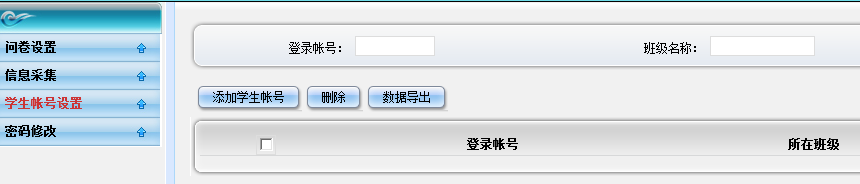 问卷设置
信息采集
学生帐号设置
密码修改
登录帐号： 班级名称：
添加学生帐号 删除 数据导出
登录帐号 所在班级